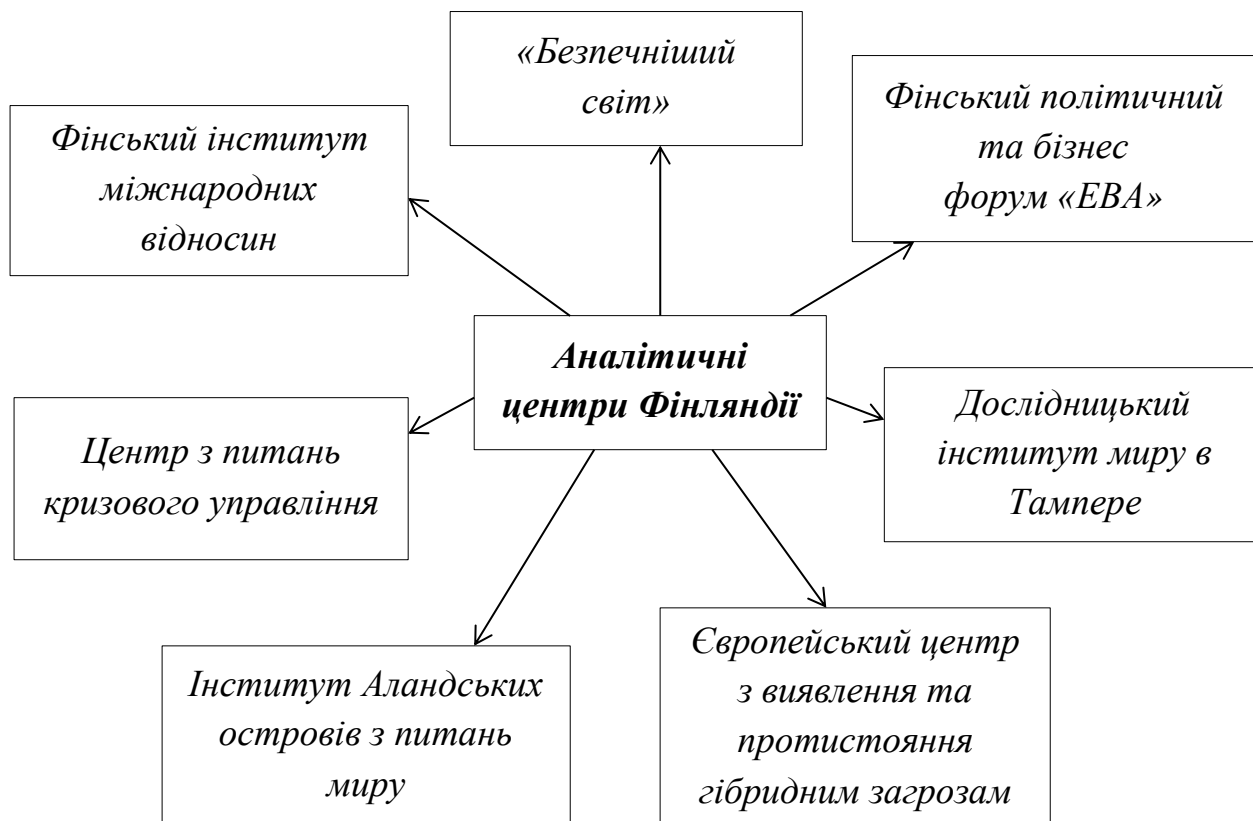 «Безпечніший
світ»
Фінський інститут
міжнародних
відносин
Фінський політичний
та бізнес
форум «ЕВА»
Аналітичні
центри Фінляндії
Центр з питань
кризового управління
Дослідницький
інститут миру в
Тампере
Інститут Аландських
островів з питань
миру
Європейський центр
з виявлення та
протистояння
гібридним загрозам